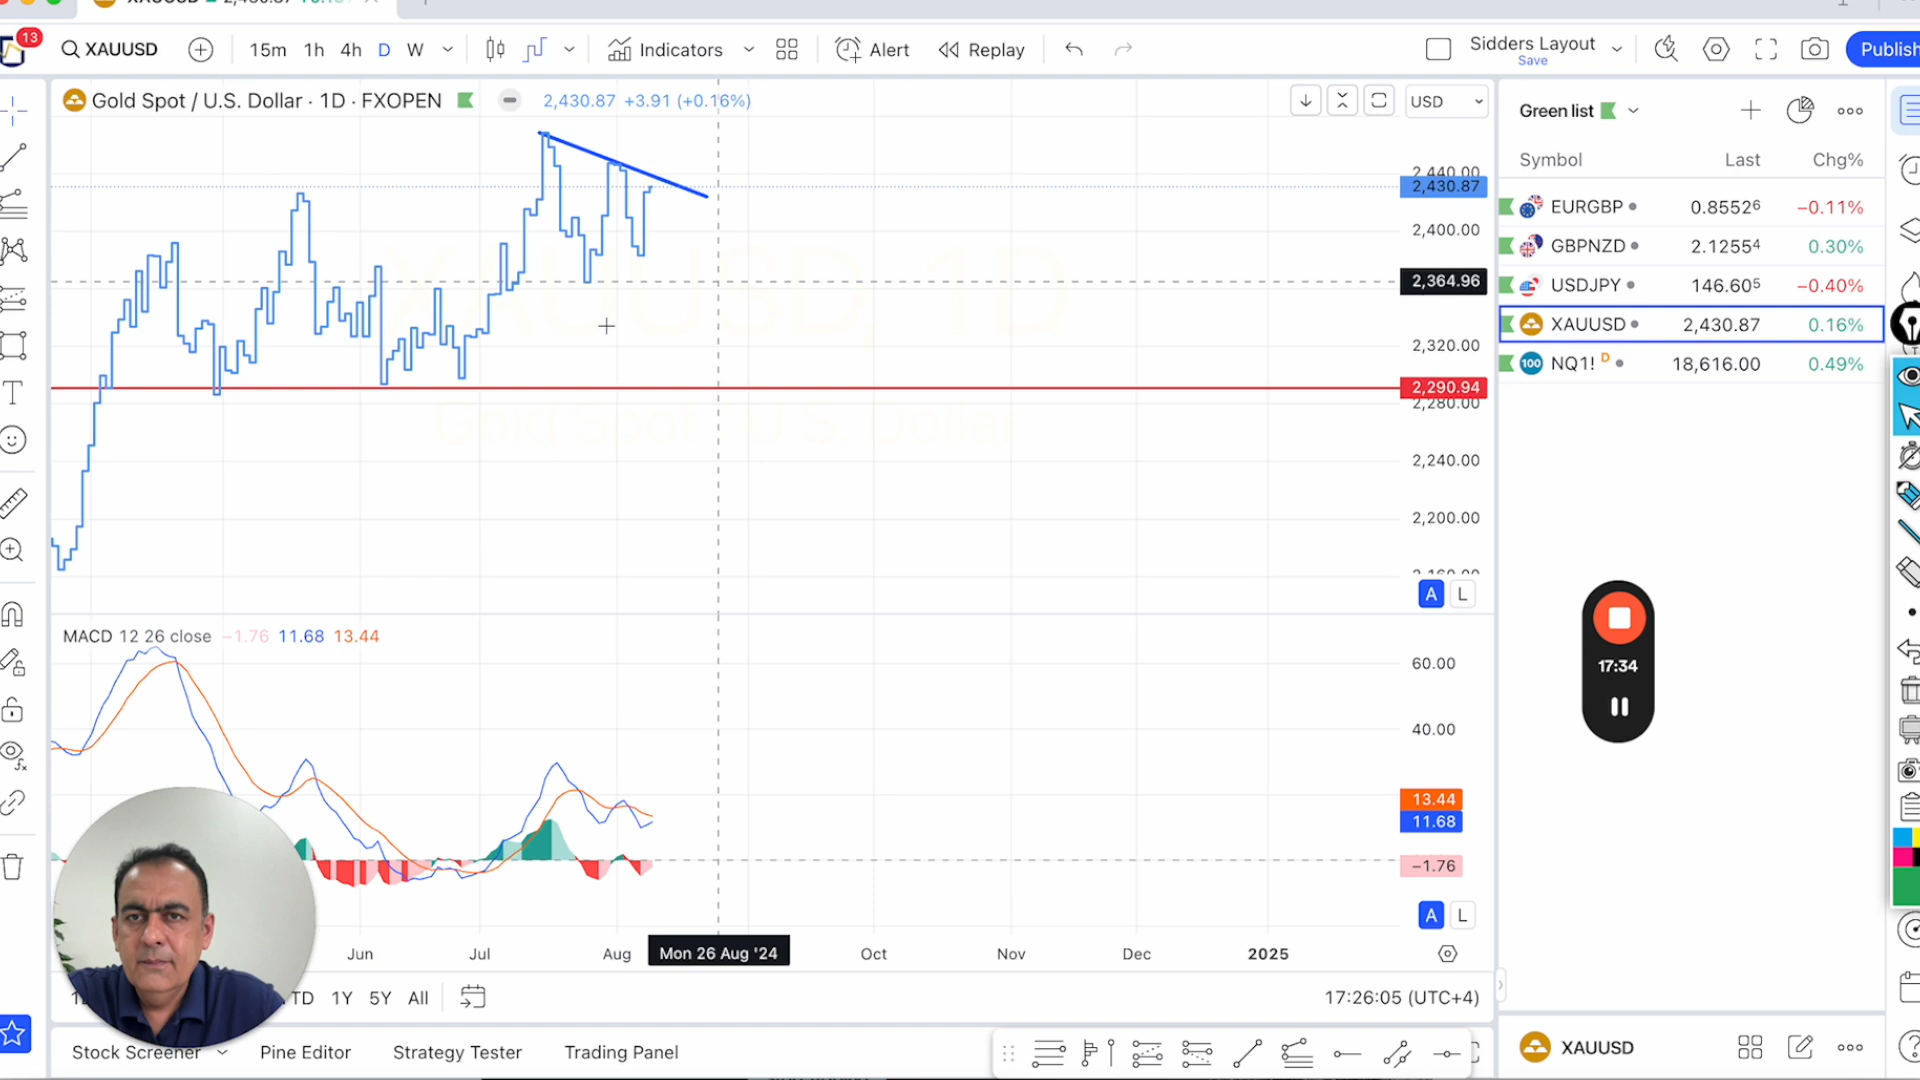 XAUUSD
13
XAUUSD
15m 1h 4h D W
Indicators
Alert
Replay
Sidders Layout
Save
Publish
Gold Spot / U.S. Dollar · 1D · FXOPEN
2,430.87 +3.91 (+0.16%)
USD
2,440.00
2,430.87
2,400.00
2,364.96
2,320.00
2,290.94
2,280.00
2,240.00
2,200.00
A L
MACD 12 26 close −1.76 11.68 13.44
60.00
40.00
13.44
11.68
−1.76
A L
Jun Jul Aug Mon 26 Aug '24 Oct Nov Dec 2025
TD 1Y 5Y All
17:26:05 (UTC+4)
Stock Screener Pine Editor Strategy Tester Trading Panel
Green list
Symbol Last Chg%
EURGBP 0.8552⁶ −0.11%
GBPNZD 2.1255⁴ 0.30%
USDJPY 146.60⁵ −0.40%
XAUUSD 2,430.87 0.16%
100 NQ1! D 18,616.00 0.49%
17:34
XAUUSD